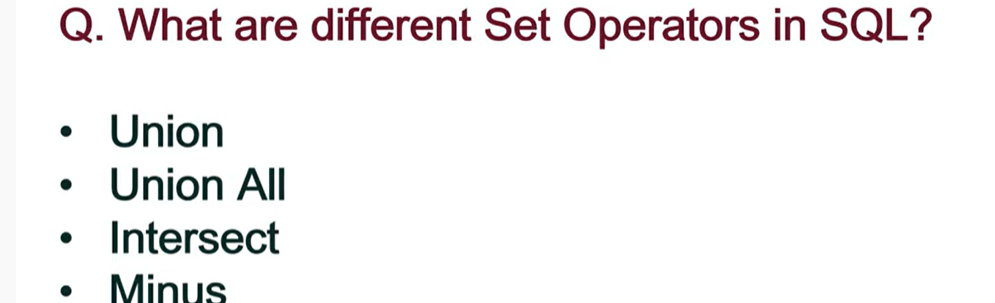 Q. What are different Set Operators in SQL?
• Union
• Union All
• Intersect
• Minus